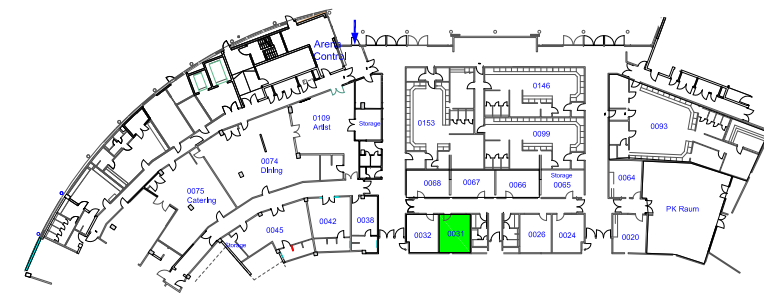 Arena
Control
0146
0109
Artist
Storage
0153
0093
0099
0074
Dining
Storage
0068
0067
0066
0065
0064
0075
Catering
PK Raum
0038
0042
0045
0032
0031
0026
0024
0020
Storage